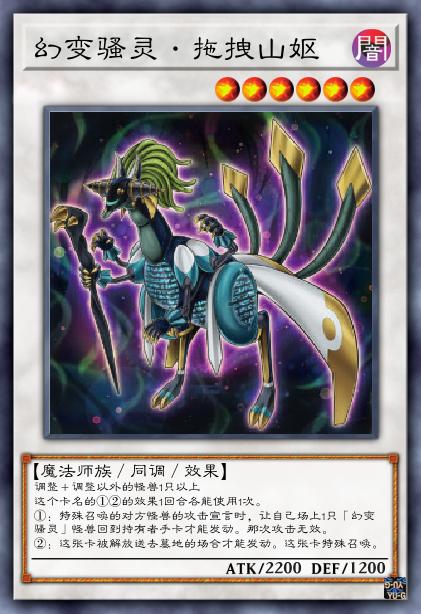 幻变骚灵·拖拽山姬
闇
【魔法师族/同调/效果】
调整+调整以外的怪兽1只以上
这个卡名的①②的效果1回合各能使用1次。
①:特殊召唤的对方怪兽的攻击宣言时,让自己场上1只「幻变
骚灵」怪兽回到持有者手卡才能发动。那次攻击无效。
②:这张卡被解放送去墓地的场合才能发动。这张卡特殊召唤。
ATK/2200 DEF/1200